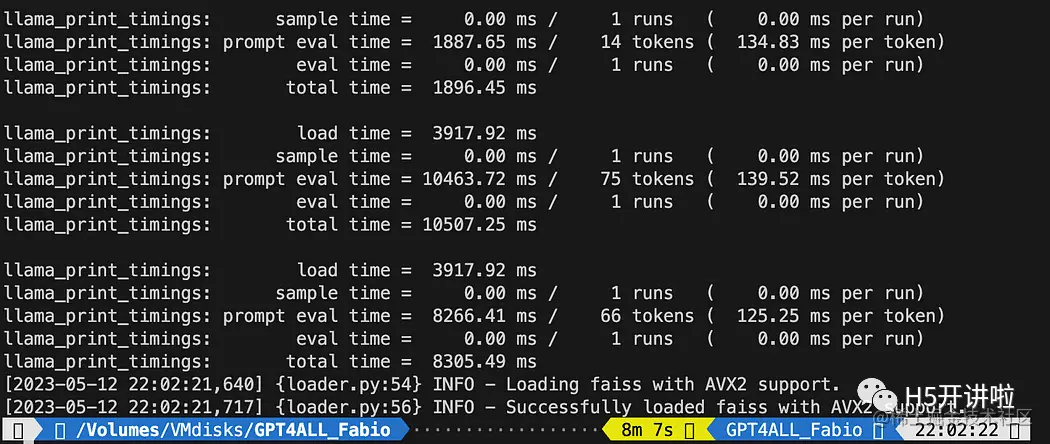 llama_print_timings:      sample time =     0.00 ms /     1 runs   (    0.00 ms per run)
llama_print_timings: prompt eval time =  1887.65 ms /    14 tokens (  134.83 ms per token)
llama_print_timings:        eval time =     0.00 ms /     1 runs   (    0.00 ms per run)
llama_print_timings:       total time =  1896.45 ms
llama_print_timings:        load time =  3917.92 ms
llama_print_timings:      sample time =     0.00 ms /     1 runs   (    0.00 ms per run)
llama_print_timings: prompt eval time = 10463.72 ms /    75 tokens (  139.52 ms per token)
llama_print_timings:        eval time =     0.00 ms /     1 runs   (    0.00 ms per run)
llama_print_timings:       total time = 10507.25 ms
llama_print_timings:        load time =  3917.92 ms
llama_print_timings:      sample time =     0.00 ms /     1 runs   (    0.00 ms per run)
llama_print_timings: prompt eval time =  8266.41 ms /    66 tokens (  125.25 ms per token)
llama_print_timings:        eval time =     0.00 ms /     1 runs   (    0.00 ms per run)
llama_print_timings:       total time =  8305.49 ms
[2023-05-12 22:02:21,640] {loader.py:54} INFO - Loading faiss with AVX2 support.
[2023-05-12 22:02:21,717] {loader.py:56} INFO - Successfully loaded faiss with AVX2 support.
H5开讲啦
@稀土掘金技术社区
/Volumes/VMdisks/GPT4ALL_Fabio 8m 7s GPT4ALL_Fabio 22:02:22